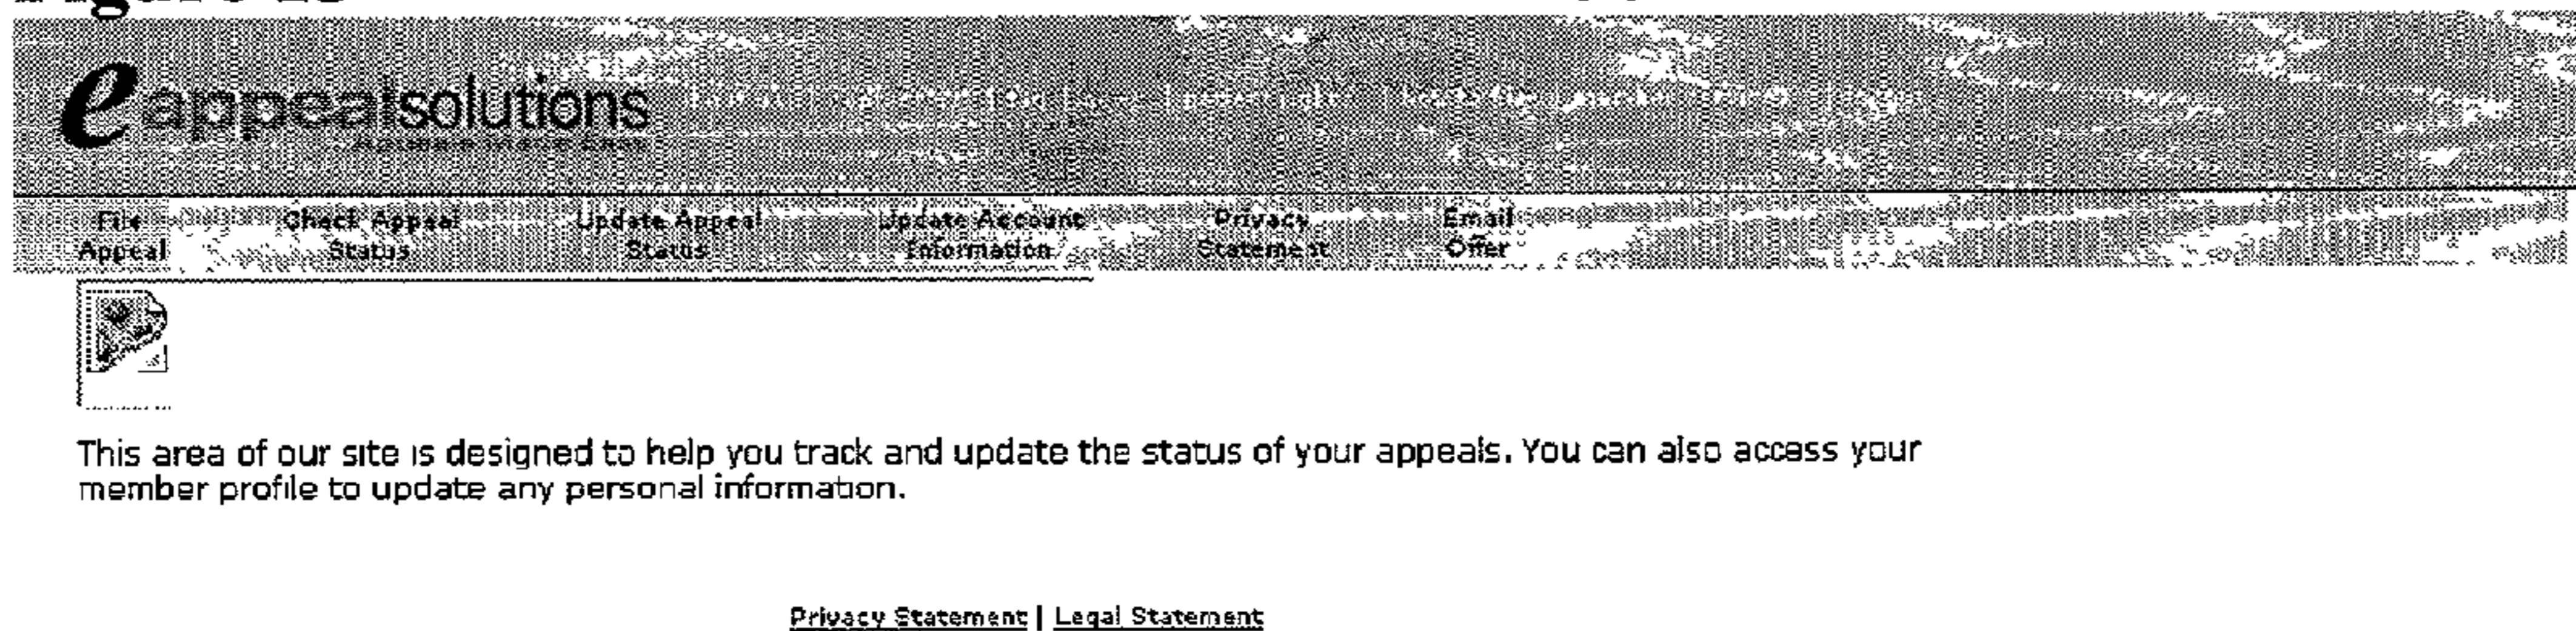 e appealsolutions
File Check Appeal Update Appeal Update Account Privacy Email
Appeal Status Status Information Statement Offer
This area of our site is designed to help you track and update the status of your appeals. You can also access your
member profile to update any personal information.
Privacy Statement | Legal Statement